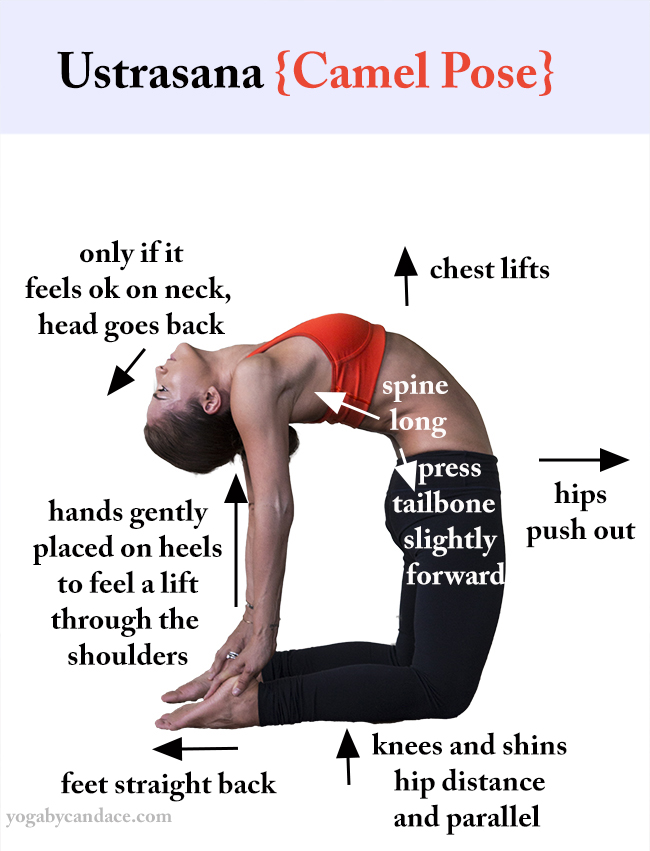 Ustrasana {Camel Pose}
only if it
feels ok on neck,
head goes back
chest lifts
spine
long
press
tailbone
slightly
forward
hips
push out
hands gently
placed on heels
to feel a lift
through the
shoulders
knees and shins
hip distance
and parallel
feet straight back
yogabycandace.com